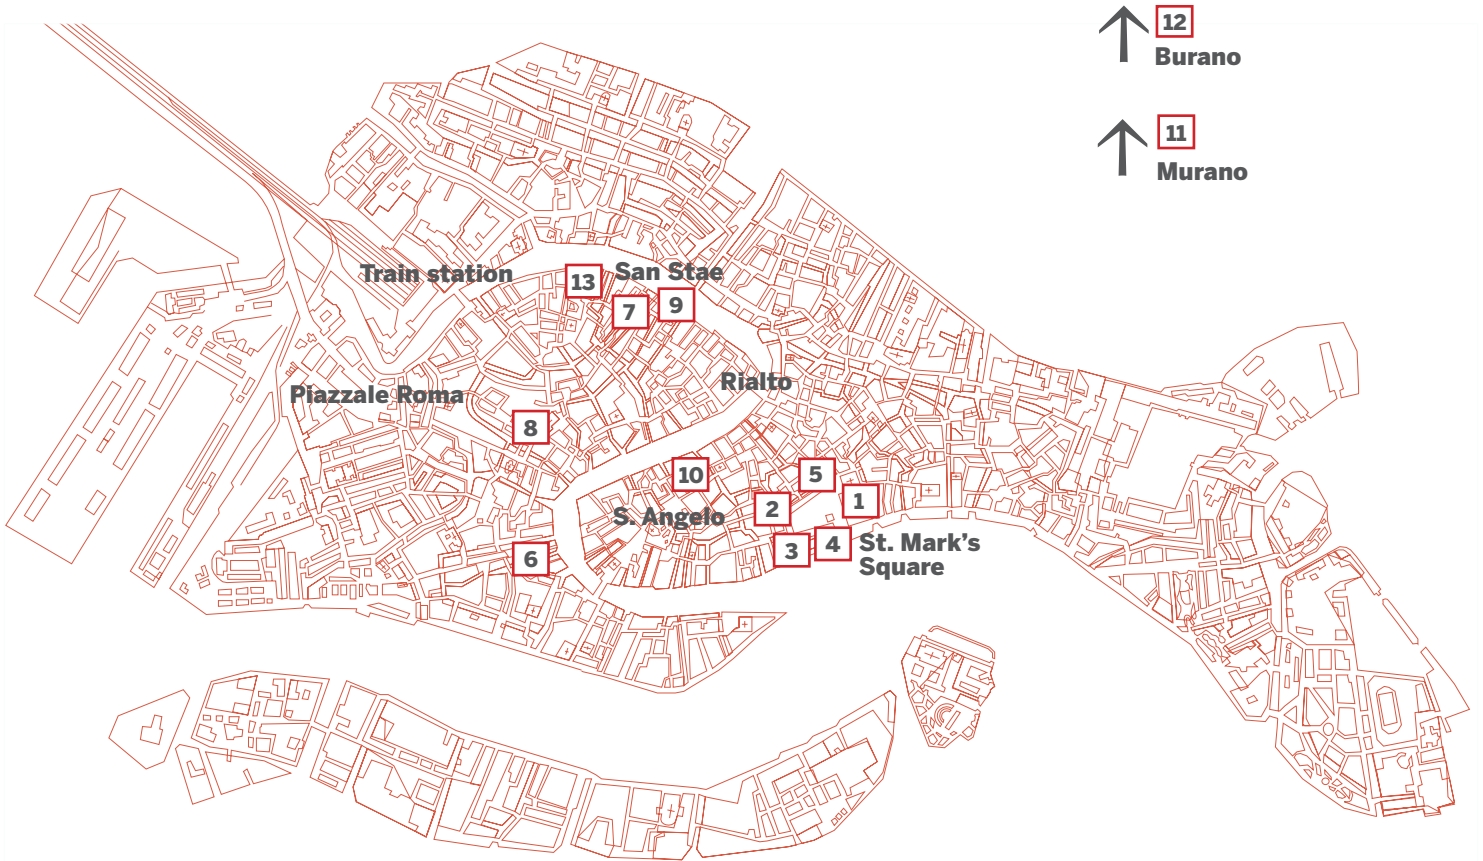 12
Burano
11
Murano
Train station
13
San Stae
7
9
Piazzale Roma
Rialto
8
10
5
S. Angelo
2
1
6
3
4
St. Mark's
Square